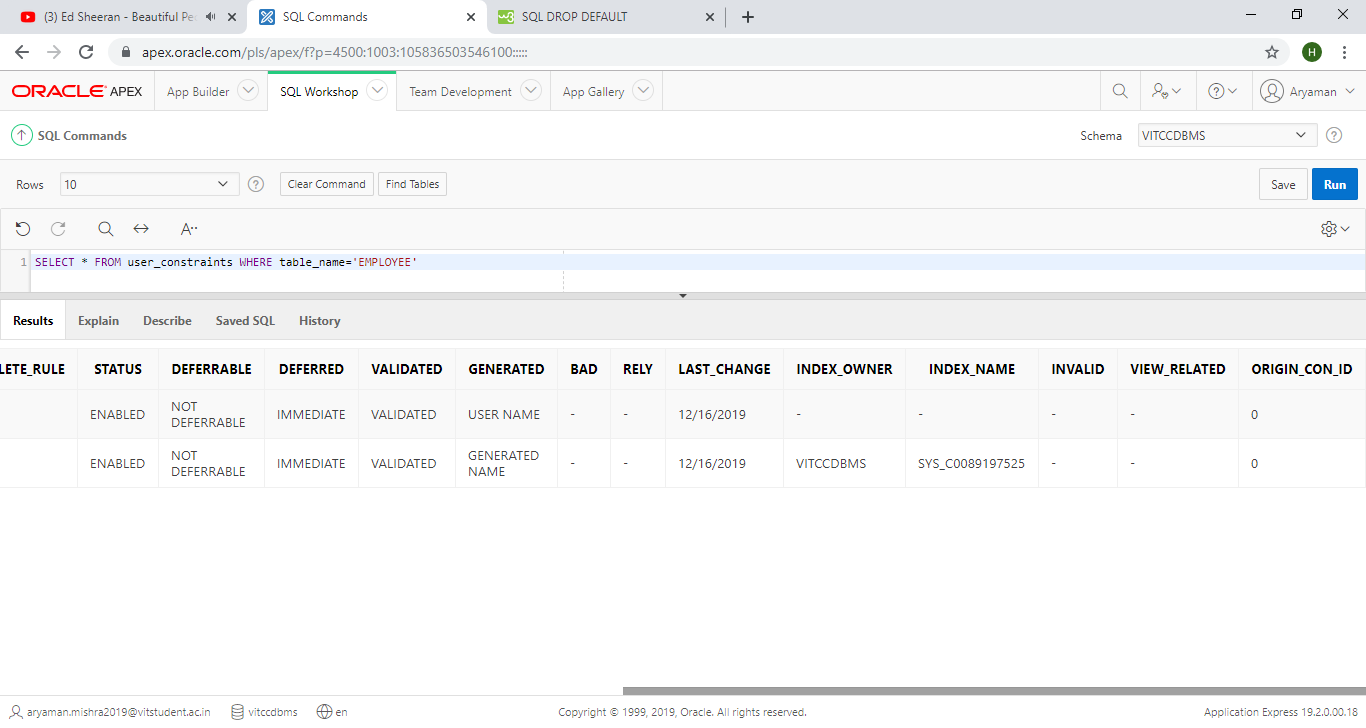 (3) Ed Sheeran - Beautiful Pe
SQL Commands
SQL DROP DEFAULT
apex.oracle.com/pls/apex/f?p=4500:1003:105836503546100:::::
H
ORACLE APEX
App Builder
SQL Workshop
Team Development
App Gallery
Aryaman
SQL Commands
Schema
VITCCDBMS
Rows
10
Clear Command
Find Tables
Save
Run
1 SELECT * FROM user_constraints WHERE table_name='EMPLOYEE'
Results Explain Describe Saved SQL History
LETE_RULE STATUS DEFERRABLE DEFERRED VALIDATED GENERATED BAD RELY LAST_CHANGE INDEX_OWNER INDEX_NAME INVALID VIEW_RELATED ORIGIN_CON_ID
ENABLED NOT DEFERRABLE IMMEDIATE VALIDATED USER NAME - - 12/16/2019 - - - - 0
ENABLED NOT DEFERRABLE IMMEDIATE VALIDATED GENERATED NAME - - 12/16/2019 VITCCDBMS SYS_C0089197525 - - 0
aryaman.mishra2019@vitstudent.ac.in vitccdbms en
Copyright © 1999, 2019, Oracle. All rights reserved.
Application Express 19.2.0.00.18